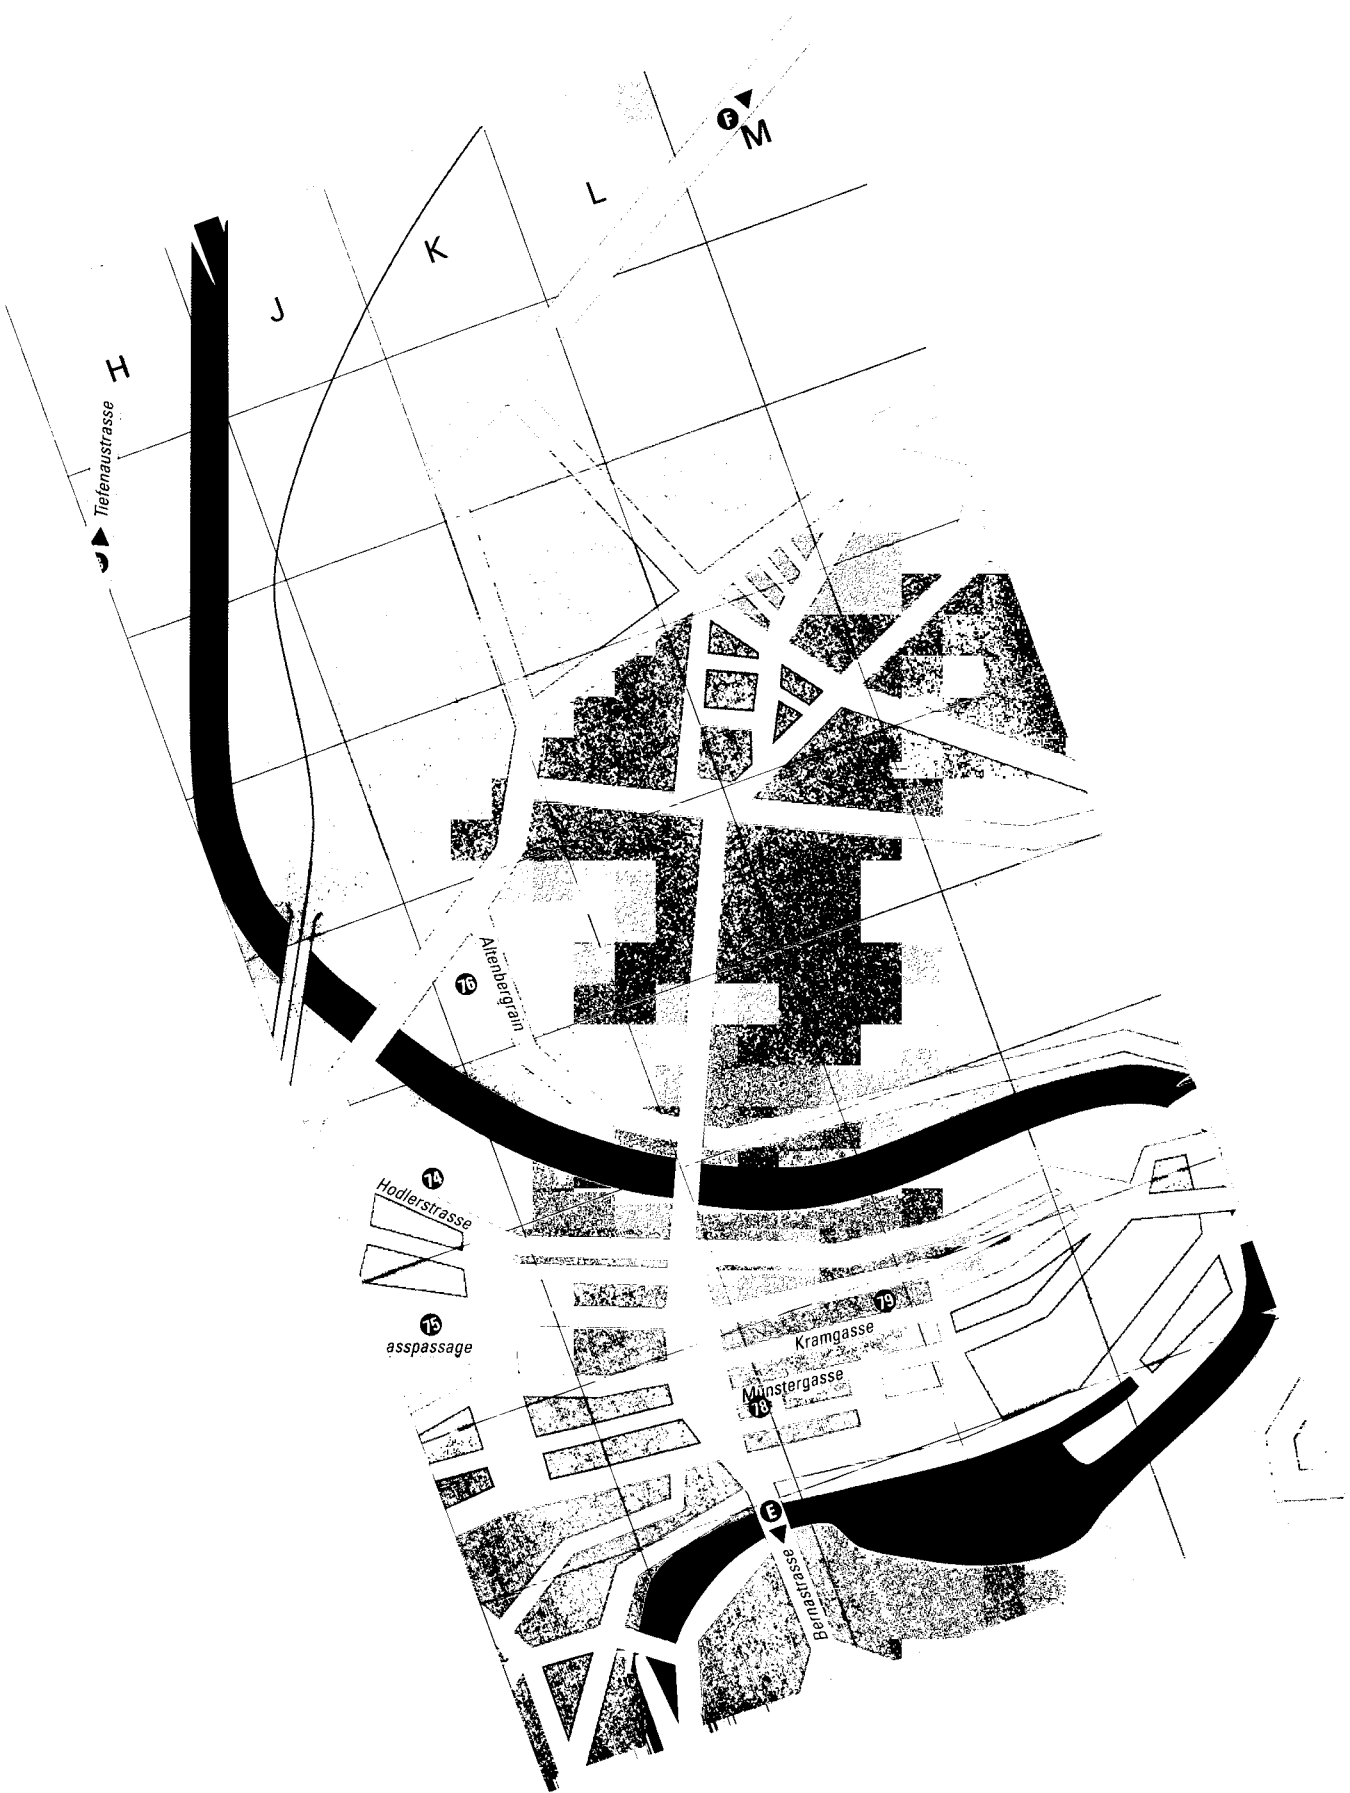 F
M
L
K
J
H
Tiefenaustrasse
76
Altenbergrain
74
Hodlerstrasse
75
asspassage
79
Kramgasse
Münstergasse
78
E
Bernastrasse